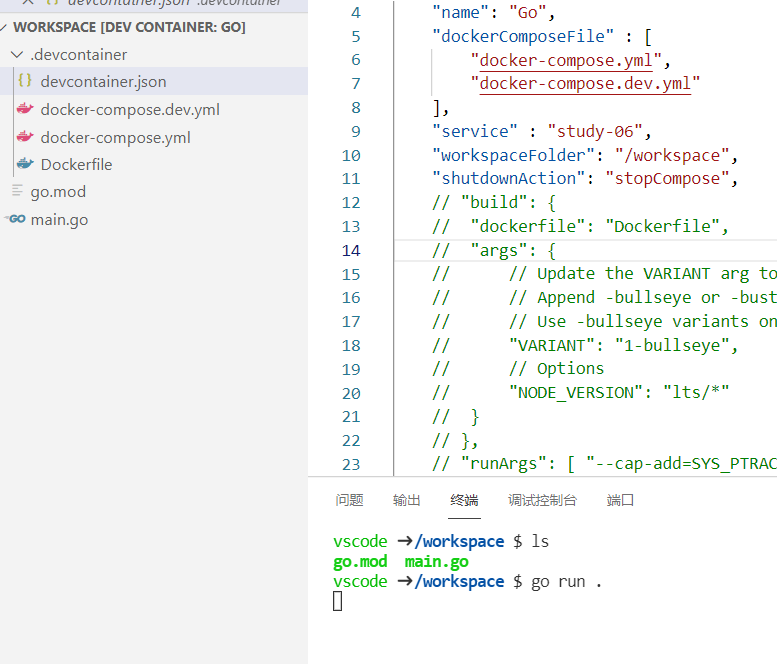 devcontainer.json .devcontainer
WORKSPACE [DEV CONTAINER: GO]
.devcontainer
{} devcontainer.json
docker-compose.dev.yml
docker-compose.yml
Dockerfile
go.mod
GO main.go
4 "name": "Go",
5 "dockerComposeFile" : [
6 "docker-compose.yml",
7 "docker-compose.dev.yml"
8 ],
9 "service" : "study-06",
10 "workspaceFolder": "/workspace",
11 "shutdownAction": "stopCompose",
12 // "build": {
13 // "dockerfile": "Dockerfile",
14 // "args": {
15 // // Update the VARIANT arg to
16 // // Append -bullseye or -bust
17 // // Use -bullseye variants on
18 // "VARIANT": "1-bullseye",
19 // // Options
20 // "NODE_VERSION": "lts/*"
21 // }
22 // },
23 // "runArgs": [ "--cap-add=SYS_PTRAC
问题 输出 终端 调试控制台 端口
vscode ➜/workspace $ ls
go.mod main.go
vscode ➜/workspace $ go run .